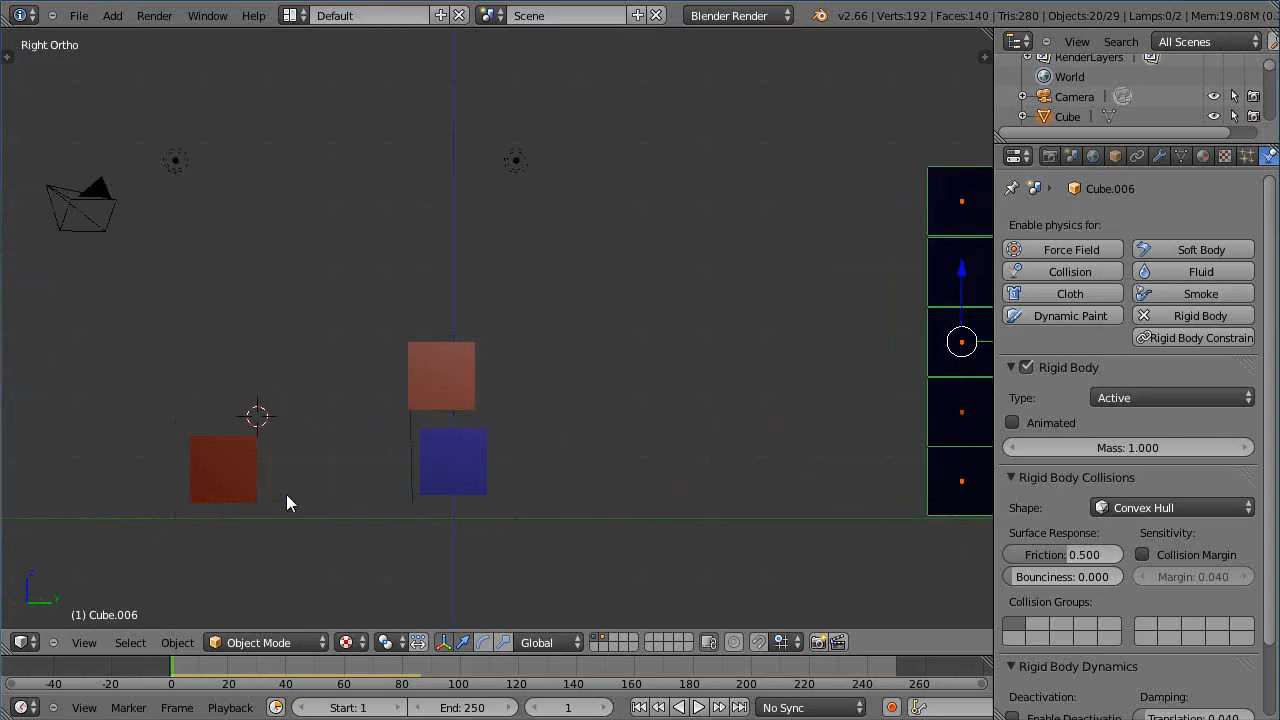 File Add Render Window Help Default Scene Blender Render v2.66 | Verts:192 | Faces:140 | Tris:280 | Objects:20/29 | Lamps:0/2 | Mem:19.08M (0.
Right Ortho
View Search All Scenes
RenderLayers |
World
Camera |
Cube |
Cube.006
Enable physics for:
Force Field Soft Body
Collision Fluid
Cloth Smoke
Dynamic Paint Rigid Body
Rigid Body Constrain
Rigid Body
Type: Active
Animated
Mass: 1.000
Rigid Body Collisions
Shape: Convex Hull
Surface Response: Sensitivity:
Friction: 0.500 Collision Margin
Bounciness: 0.000 Margin: 0.040
Collision Groups:
Rigid Body Dynamics
Deactivation: Damping:
Enable Deactivatio Translation: 0.040
z
y
(1) Cube.006
View Select Object Object Mode Global
-40 -20 0 20 40 60 80 100 120 140 160 180 200 220 240 260
View Marker Frame Playback Start: 1 End: 250 1 No Sync